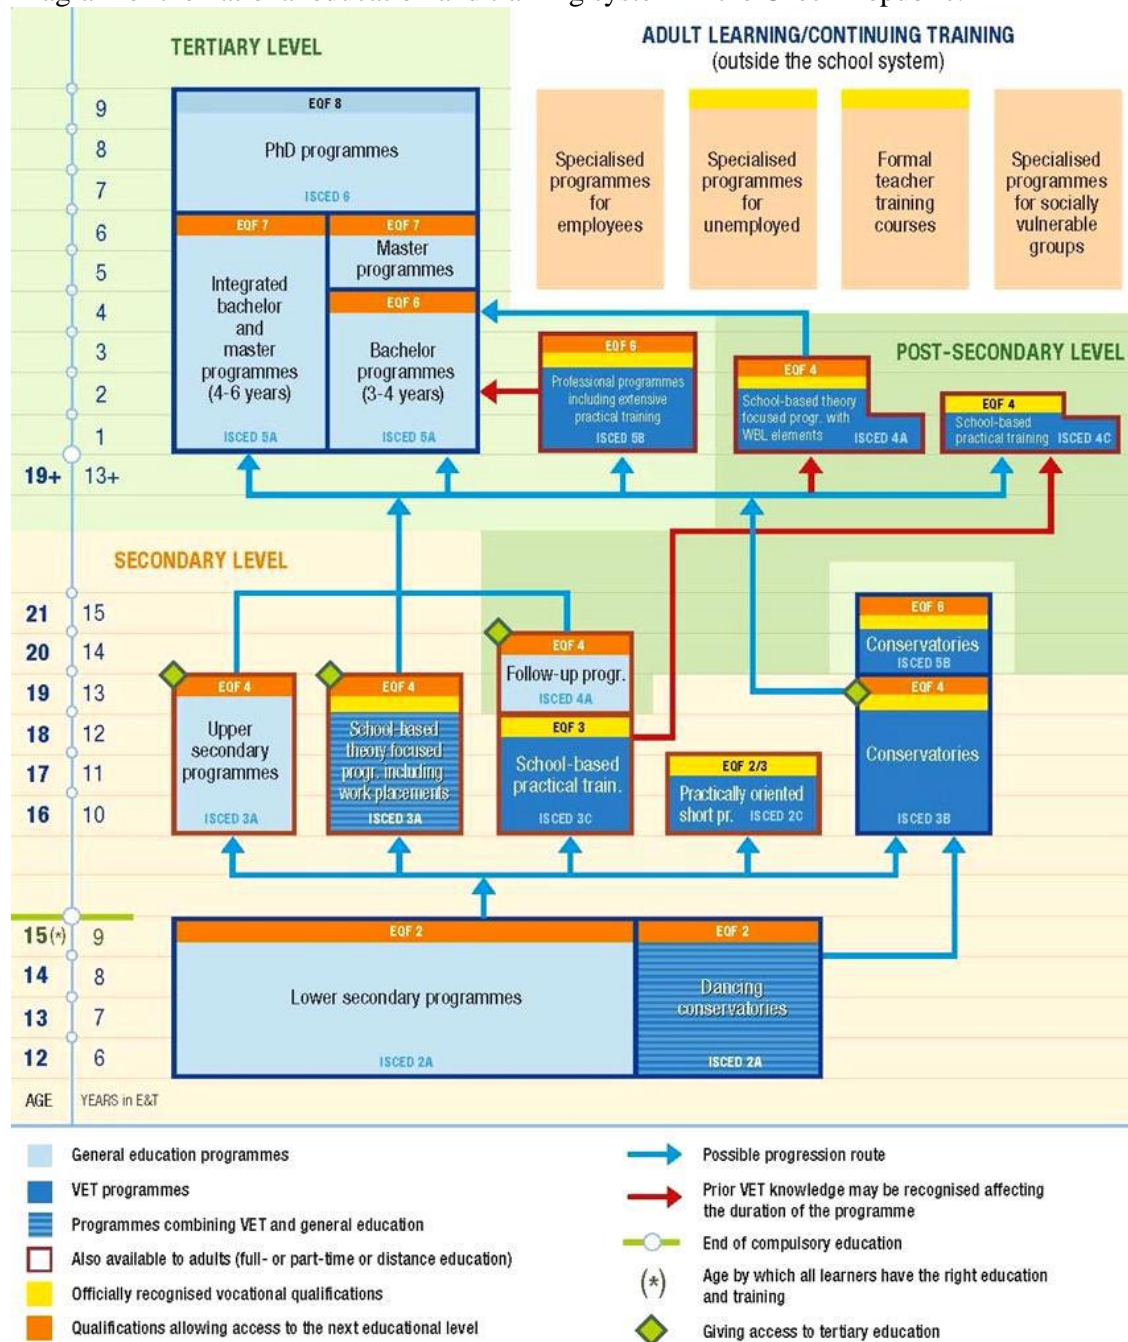 TERTIARY LEVEL
ADULT LEARNING/CONTINUING TRAINING
(outside the school system)
9
8
7
6
5
4
3
2
1
19+ 13+
EQF 8
PhD programmes
ISCED 6
EQF 7
Integrated
bachelor
and
master
programmes
(4-6 years)
ISCED 5A
EQF 7
Master
programmes
EQF 6
Bachelor
programmes
(3-4 years)
ISCED 5A
Specialised
programmes
for
employees
Specialised
programmes
for
unemployed
Formal
teacher
training
courses
Specialised
programmes
for socially
vulnerable
groups
POST-SECONDARY LEVEL
EQF 6
Professional programmes
including extensive
practical training
ISCED 5B
EQF 4
School-based theory
focused progr. with
WBL elements ISCED 4A
EQF 4
School-based
practical training ISCED 4C
SECONDARY LEVEL
21 15
20 14
19 13
18 12
17 11
16 10
EQF 4
Upper
secondary
programmes
ISCED 3A
EQF 4
School-based
theory focused
progr. including
work placements
ISCED 3A
EQF 4
Follow-up progr.
ISCED 4A
EQF 3
School-based
practical train.
ISCED 3C
EQF 2/3
Practically oriented
short pr. ISCED 2C
EQF 6
Conservatories
ISCED 5B
EQF 4
Conservatories
ISCED 3B
15 (*) 9
14 8
13 7
12 6
AGE YEARS in E&T
EQF 2
Lower secondary programmes
ISCED 2A
EQF 2
Dancing
conservatories
ISCED 2A
General education programmes
VET programmes
Programmes combining VET and general education
Also available to adults (full- or part-time or distance education)
Officially recognised vocational qualifications
Qualifications allowing access to the next educational level
Possible progression route
Prior VET knowledge may be recognised affecting
the duration of the programme
End of compulsory education
(*) Age by which all learners have the right education
and training
Giving access to tertiary education